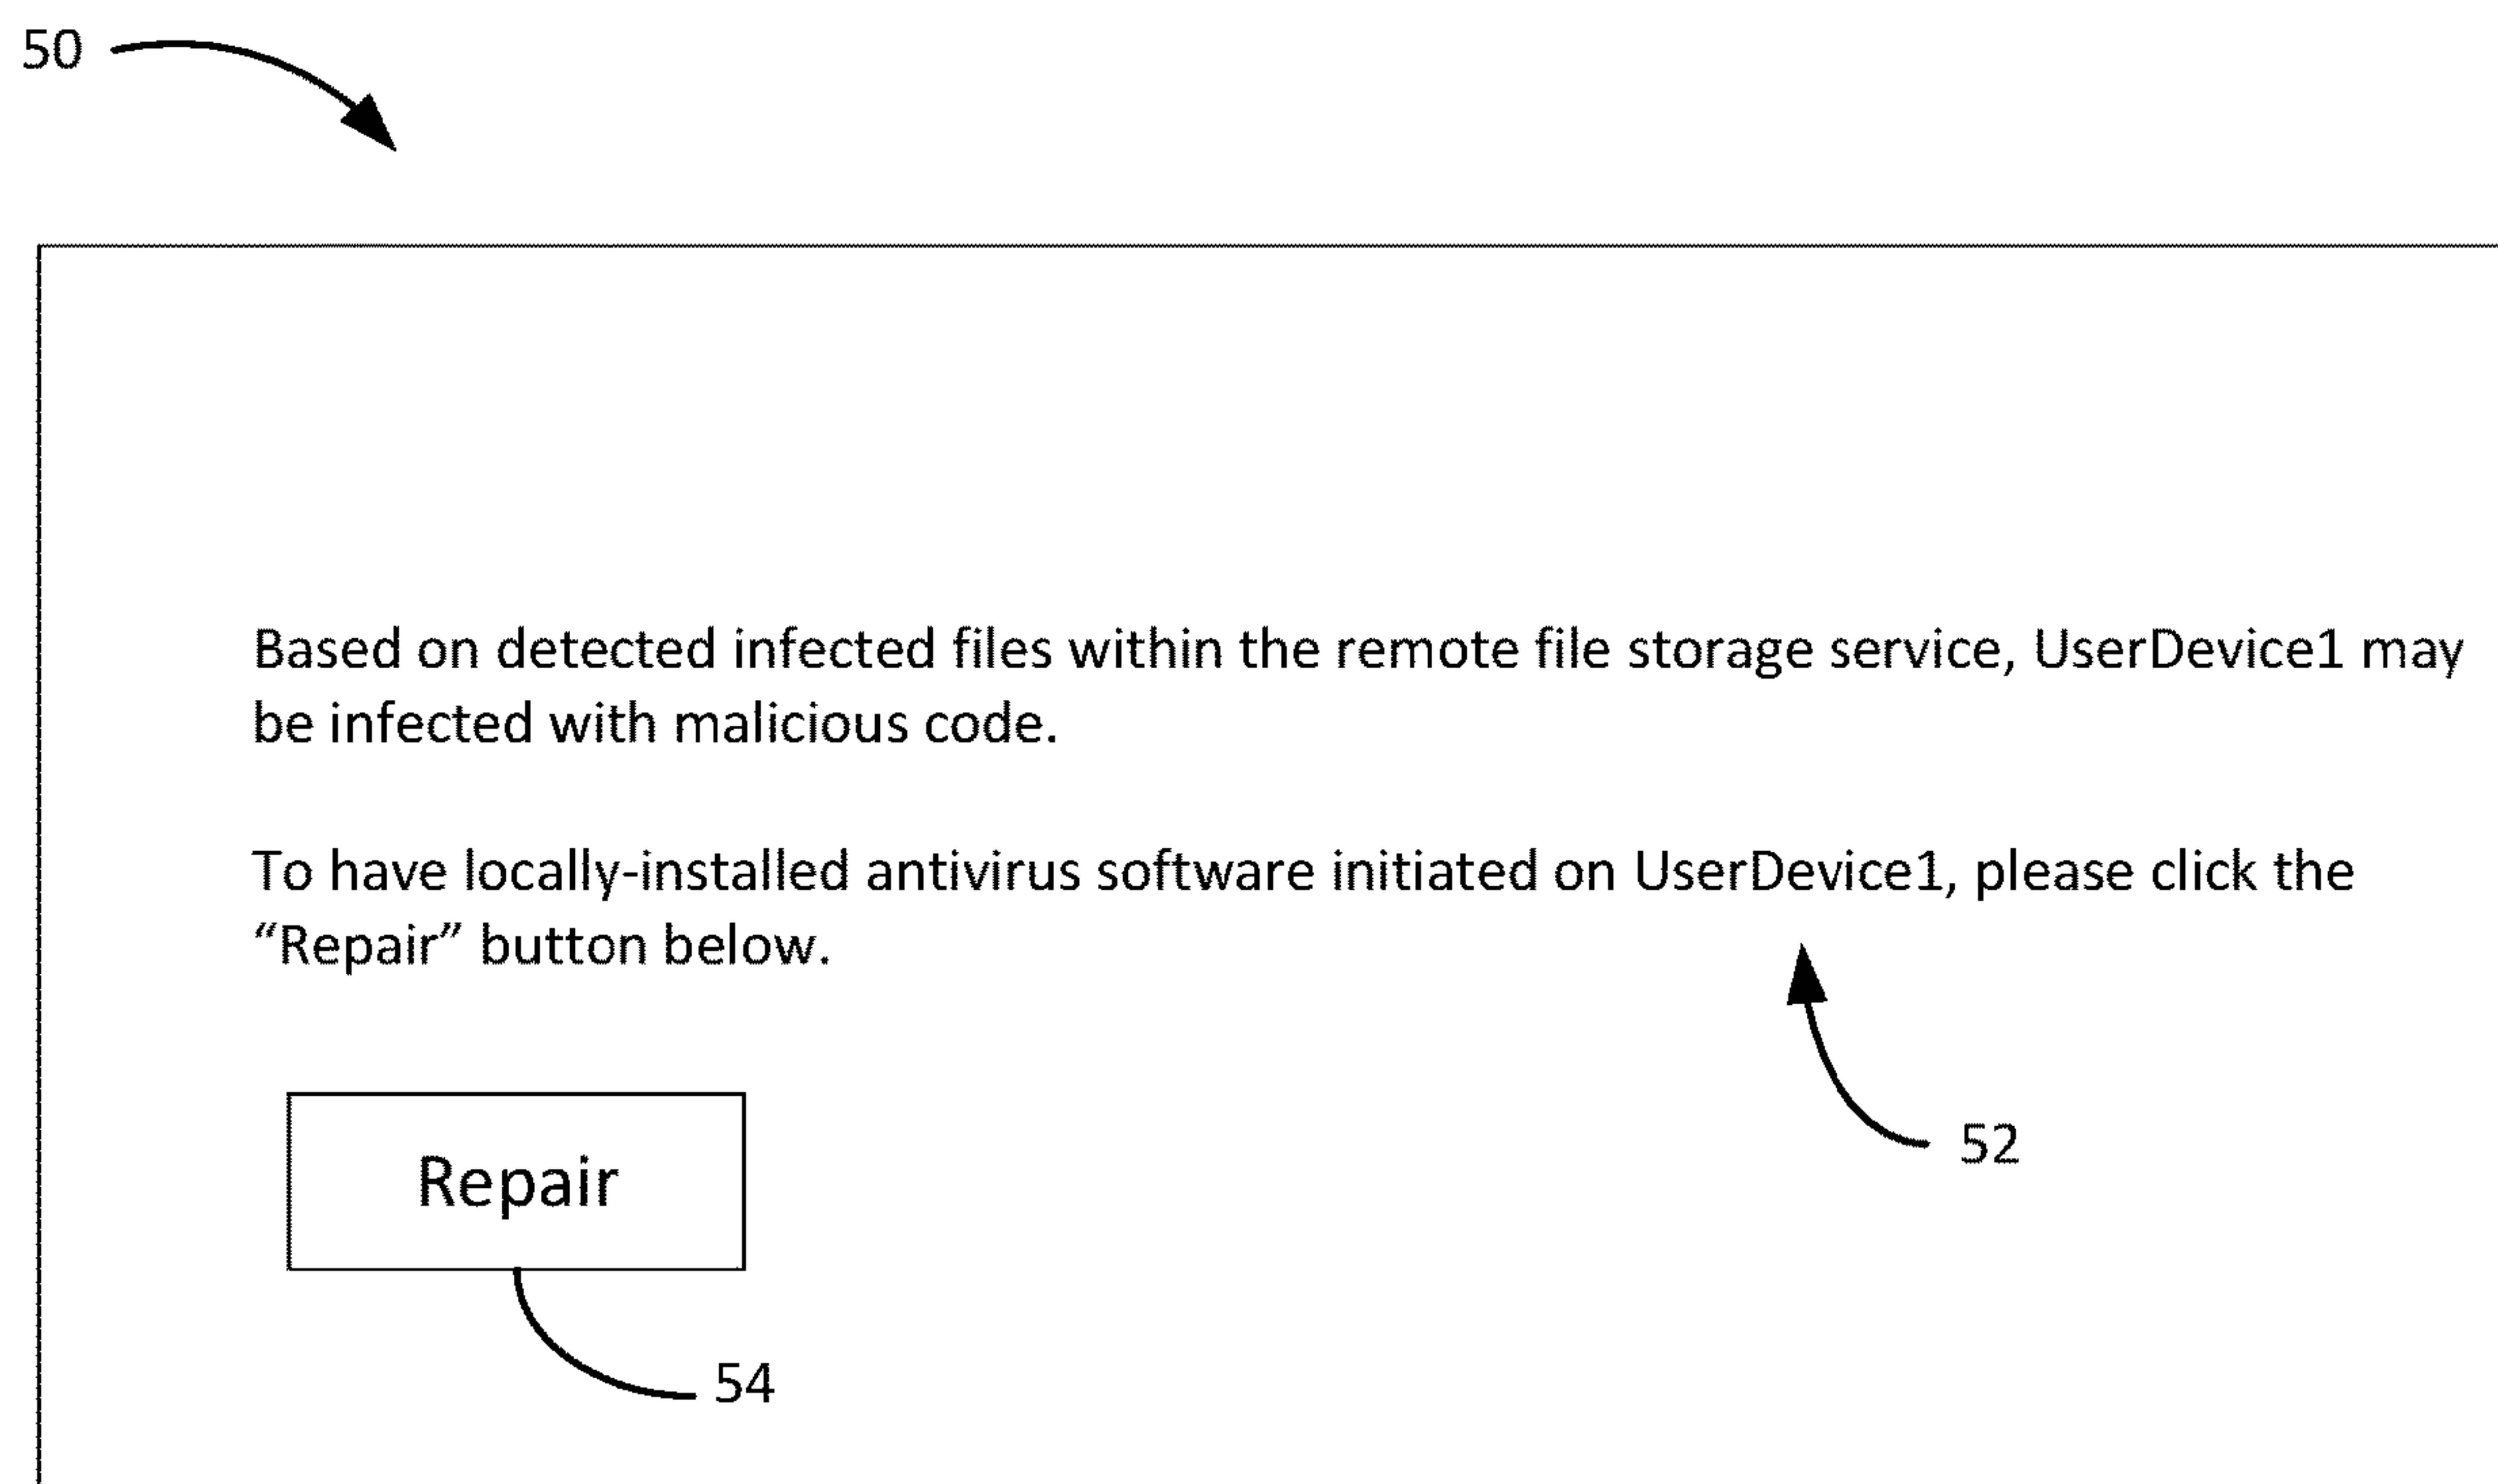 50
Based on detected infected files within the remote file storage service, UserDevice1 may
be infected with malicious code.
To have locally-installed antivirus software initiated on UserDevice1, please click the
“Repair” button below.
52
Repair
54